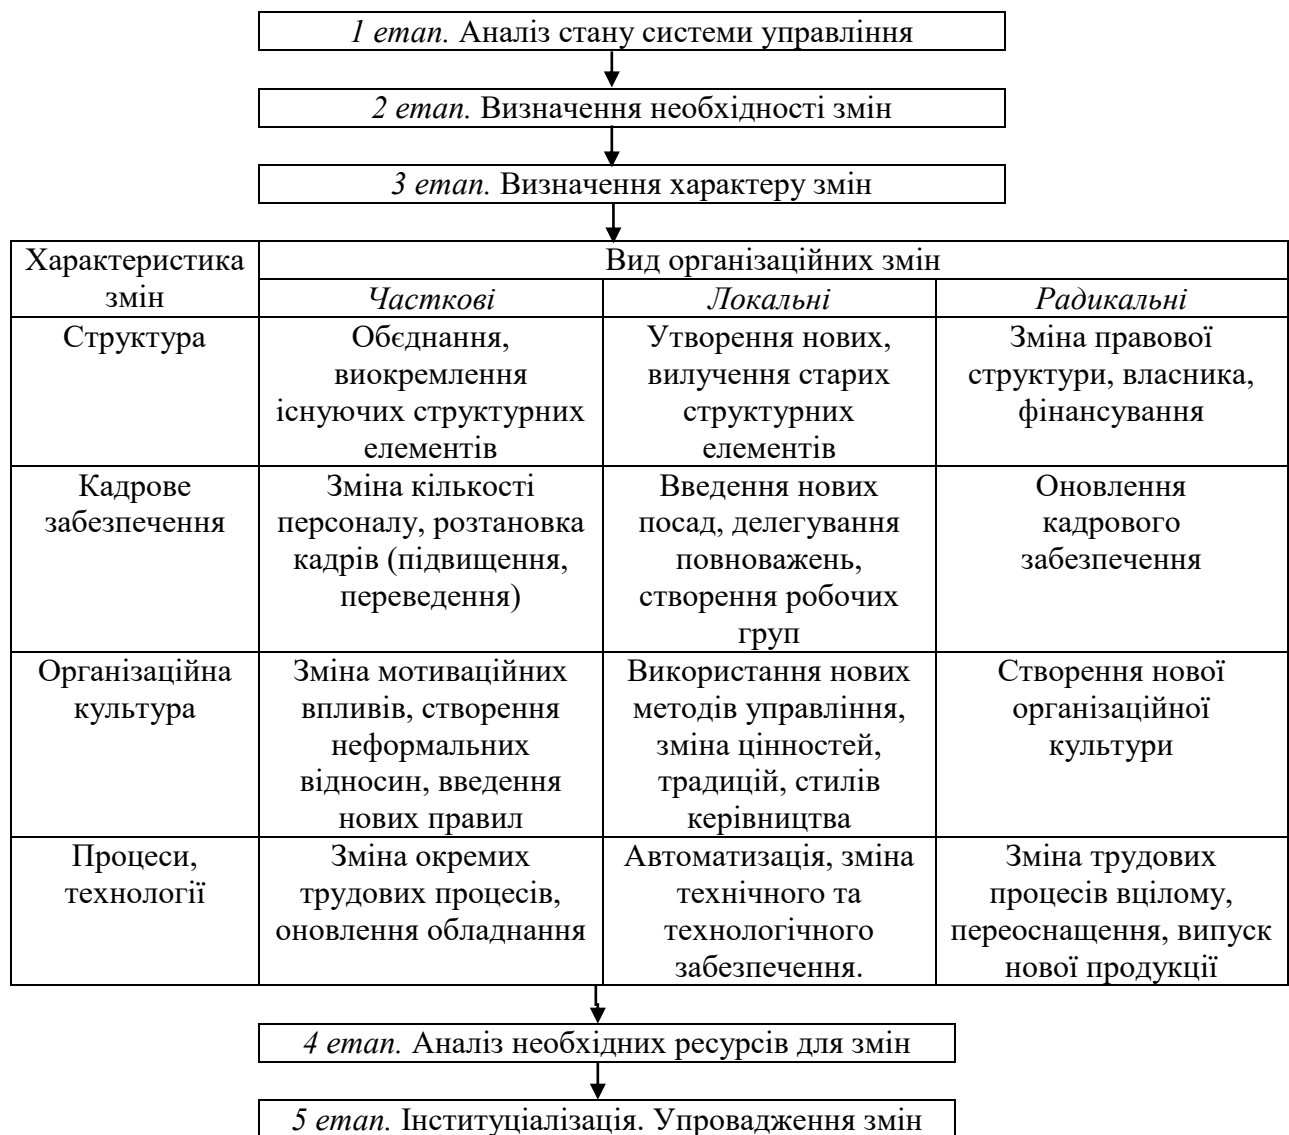 1 етап. Аналіз стану системи управління
2 етап. Визначення необхідності змін
3 етап. Визначення характеру змін
Характеристика
змін
Вид організаційних змін
Часткові
Локальні
Радикальні
Структура
Обєднання,
виокремлення
існуючих структурних
елементів
Утворення нових,
вилучення старих
структурних
елементів
Зміна правової
структури, власника,
фінансування
Кадрове
забезпечення
Зміна кількості
персоналу, розтановка
кадрів (підвищення,
переведення)
Введення нових
посад, делегування
повноважень,
створення робочих
груп
Оновлення
кадрового
забезпечення
Організаційна
культура
Зміна мотиваційних
впливів, створення
неформальних
відносин, введення
нових правил
Використання нових
методів управління,
зміна цінностей,
традицій, стилів
керівництва
Створення нової
організаційної
культури
Процеси,
технології
Зміна окремих
трудових процесів,
оновлення обладнання
Автоматизація, зміна
технічного та
технологічного
забезпечення.
Зміна трудових
процесів вцілому,
переоснащення, випуск
нової продукції
4 етап. Аналіз необхідних ресурсів для змін
5 етап. Інституціалізація. Упровадження змін